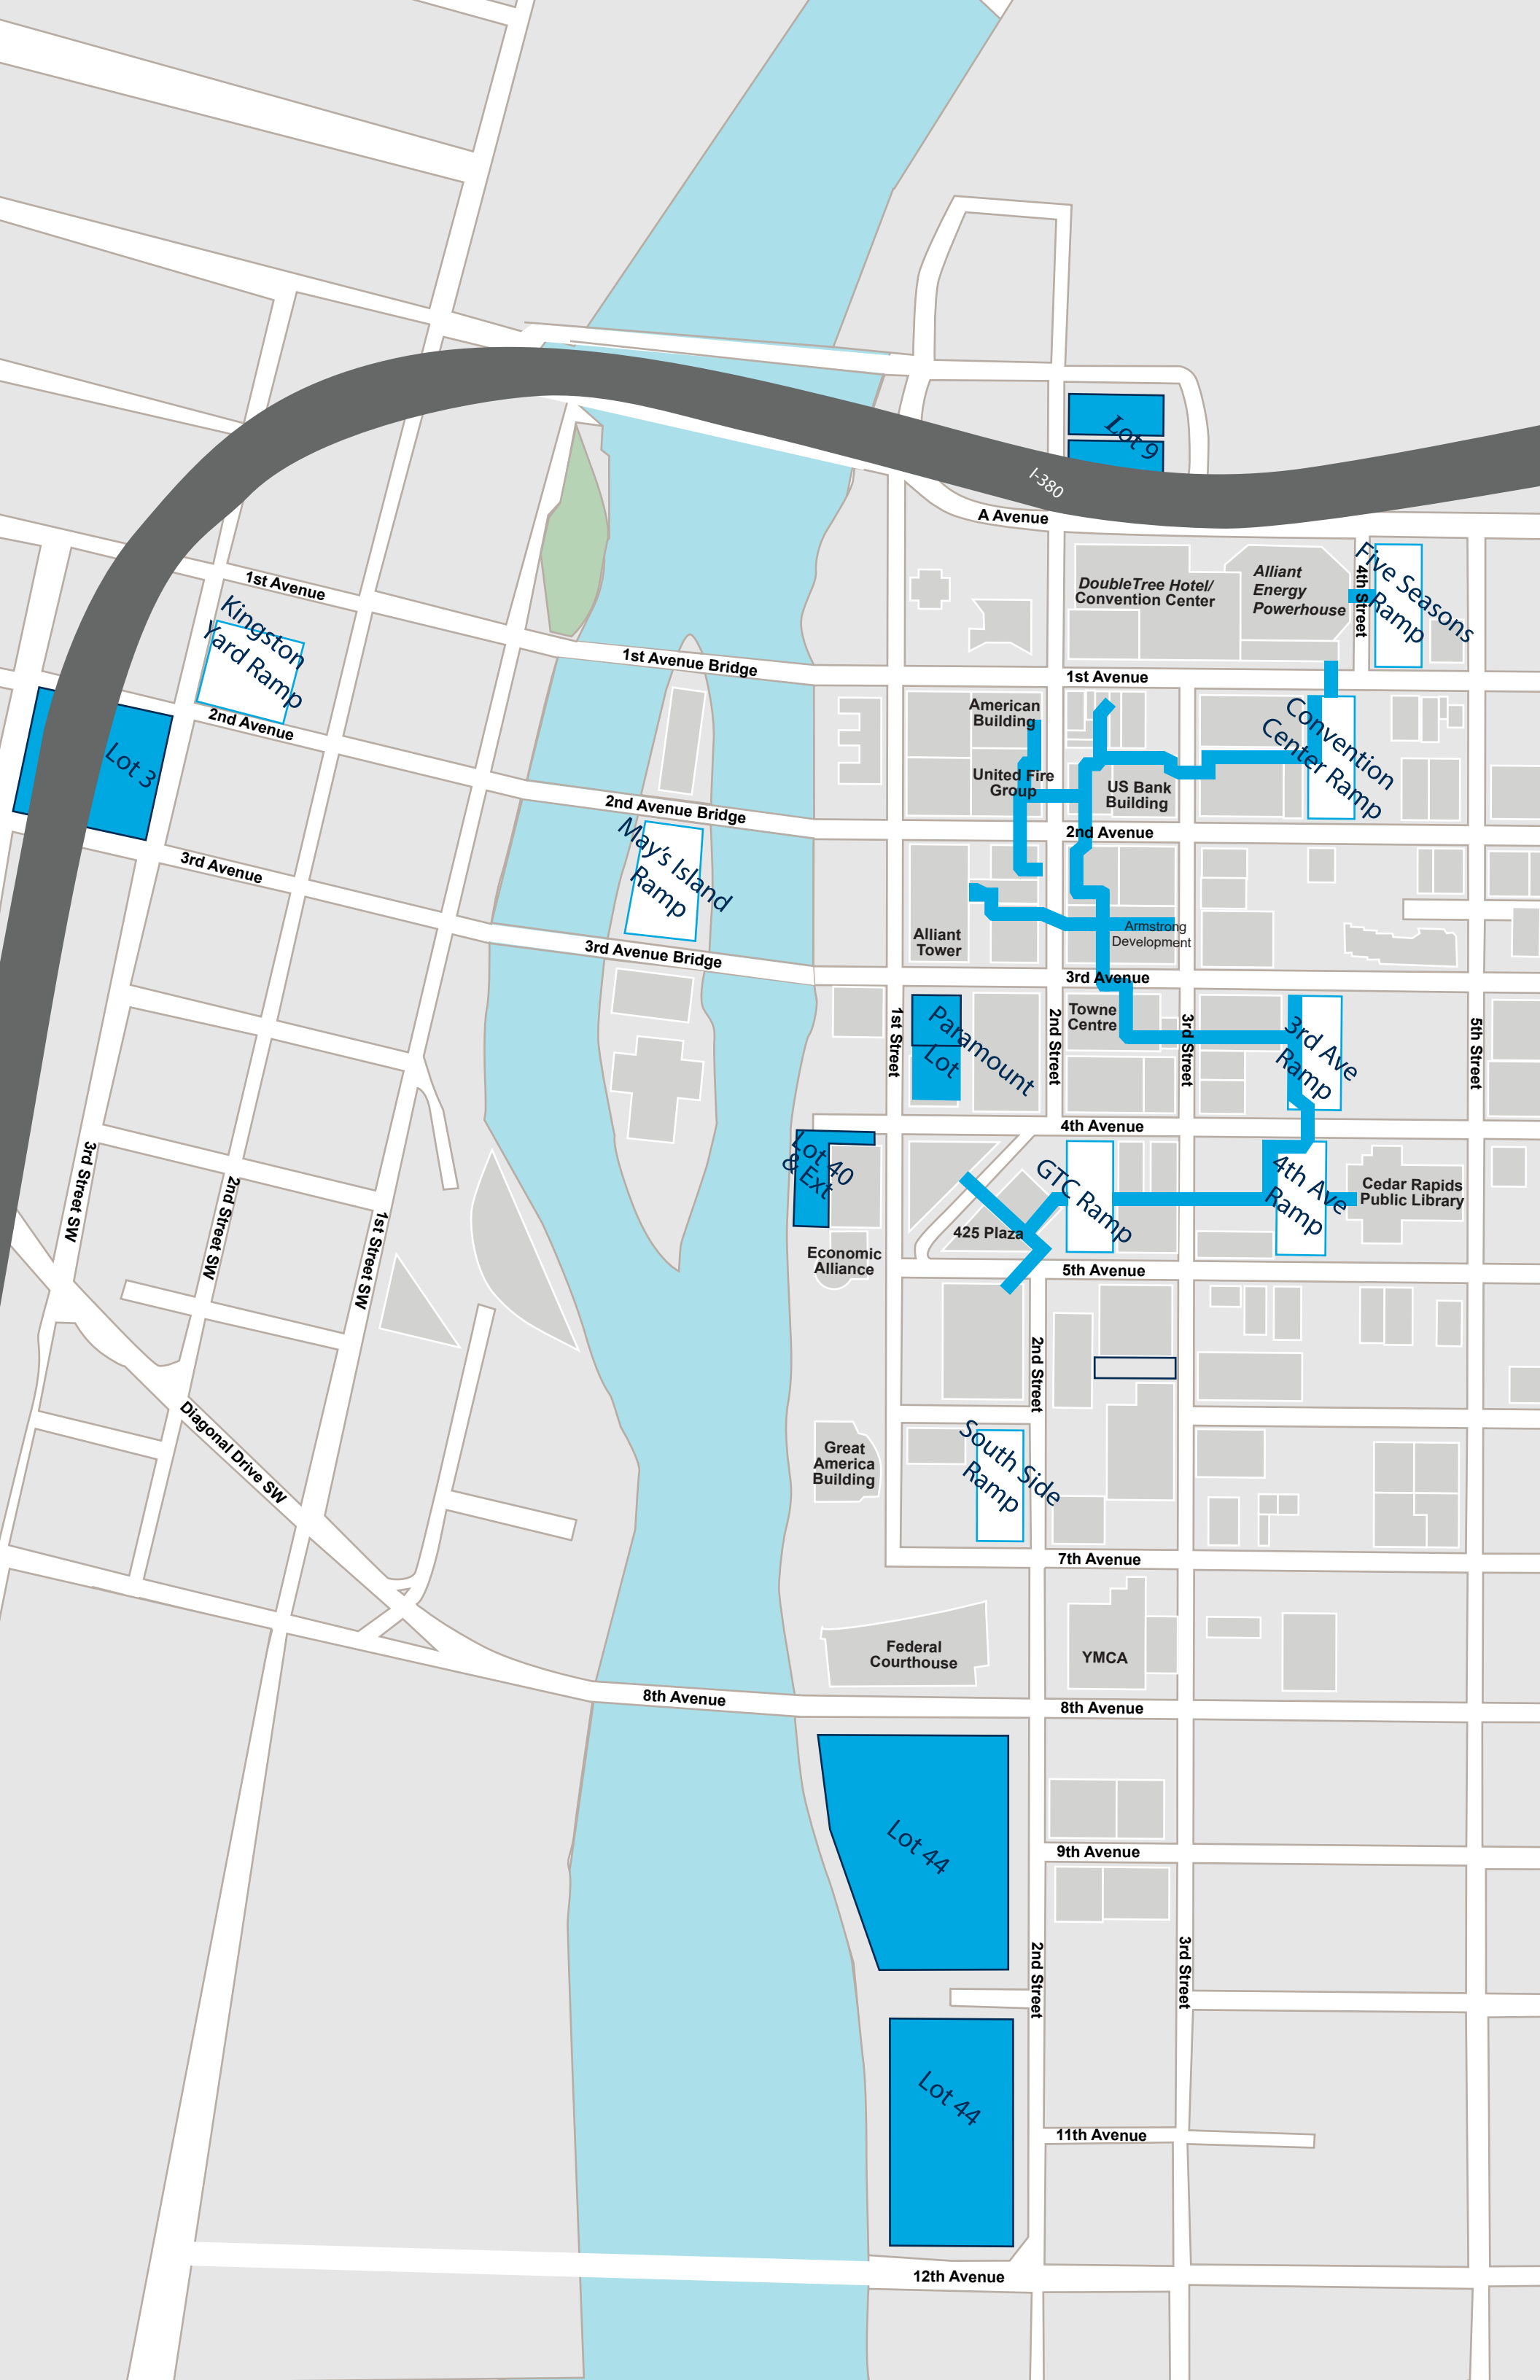 Lot 9
I-380
A Avenue
Five Seasons
Ramp
4th Street
DoubleTree Hotel/
Convention Center
Alliant
Energy
Powerhouse
1st Avenue
Kingston
Yard Ramp
1st Avenue Bridge
1st Avenue
2nd Avenue
Lot 3
American
Building
Convention
Center Ramp
United Fire
Group
US Bank
Building
2nd Avenue Bridge
2nd Avenue
May's Island
Ramp
3rd Avenue
Armstrong
Development
Alliant
Tower
3rd Avenue Bridge
3rd Avenue
1st Street
Paramount
Lot
2nd Street
Towne
Centre
3rd Street
3rd Ave
Ramp
5th Street
4th Avenue
Lot 40
& Ext
GTC Ramp
4th Ave
Ramp
Cedar Rapids
Public Library
3rd Street SW
2nd Street SW
1st Street SW
425 Plaza
Economic
Alliance
5th Avenue
2nd Street
Diagonal Drive SW
Great
America
Building
South Side
Ramp
7th Avenue
Federal
Courthouse
YMCA
8th Avenue
8th Avenue
Lot 44
9th Avenue
2nd Street
3rd Street
Lot 44
11th Avenue
12th Avenue